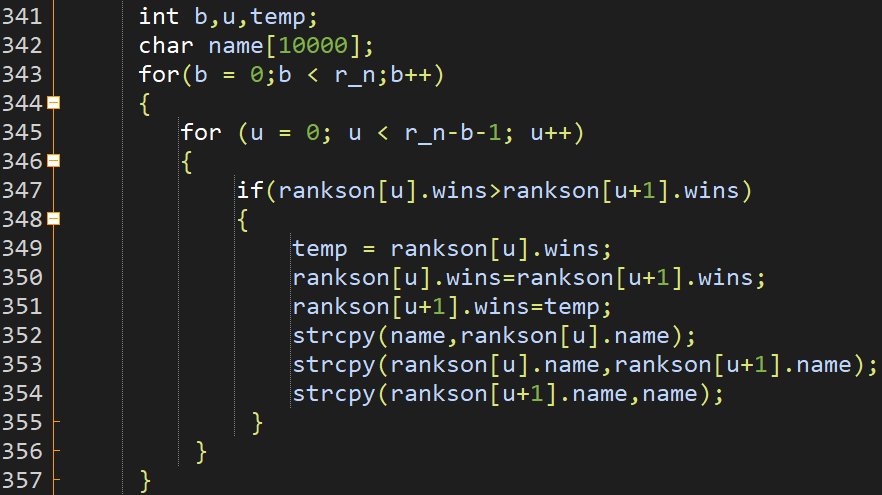 341 int b,u,temp;
342 char name[10000];
343 for(b = 0;b < r_n;b++)
344 {
345 for (u = 0; u < r_n-b-1; u++)
346 {
347 if(rankson[u].wins>rankson[u+1].wins)
348 {
349 temp = rankson[u].wins;
350 rankson[u].wins=rankson[u+1].wins;
351 rankson[u+1].wins=temp;
352 strcpy(name,rankson[u].name);
353 strcpy(rankson[u].name,rankson[u+1].name);
354 strcpy(rankson[u+1].name,name);
355 }
356 }
357 }